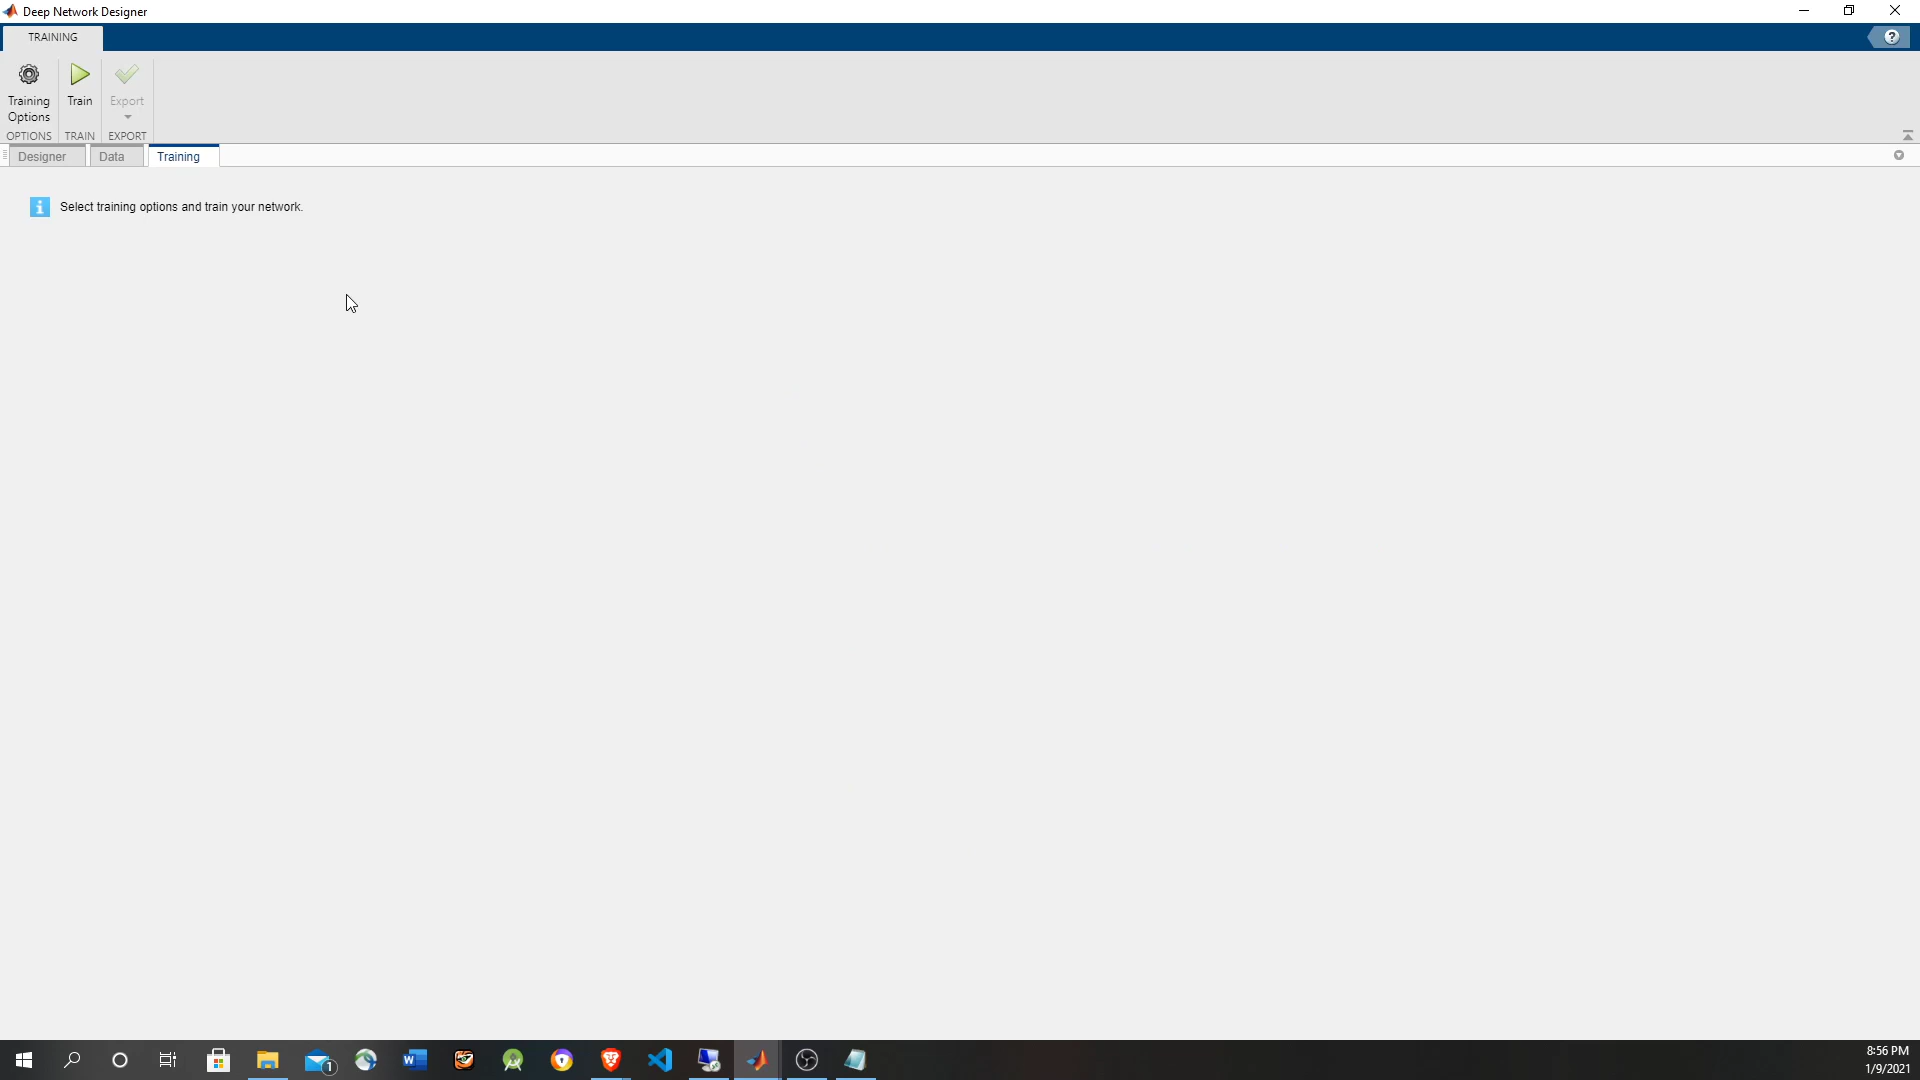 Deep Network Designer
TRAINING
Training
Options
Train
Export
OPTIONS TRAIN EXPORT
Designer Data Training
Select training options and train your network.
1
8:56 PM
1/9/2021